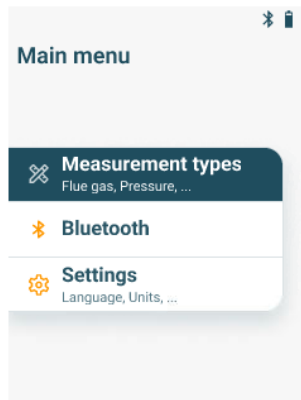 Main menu
Measurement types
Flue gas, Pressure, ...
Bluetooth
Settings
Language, Units, ...